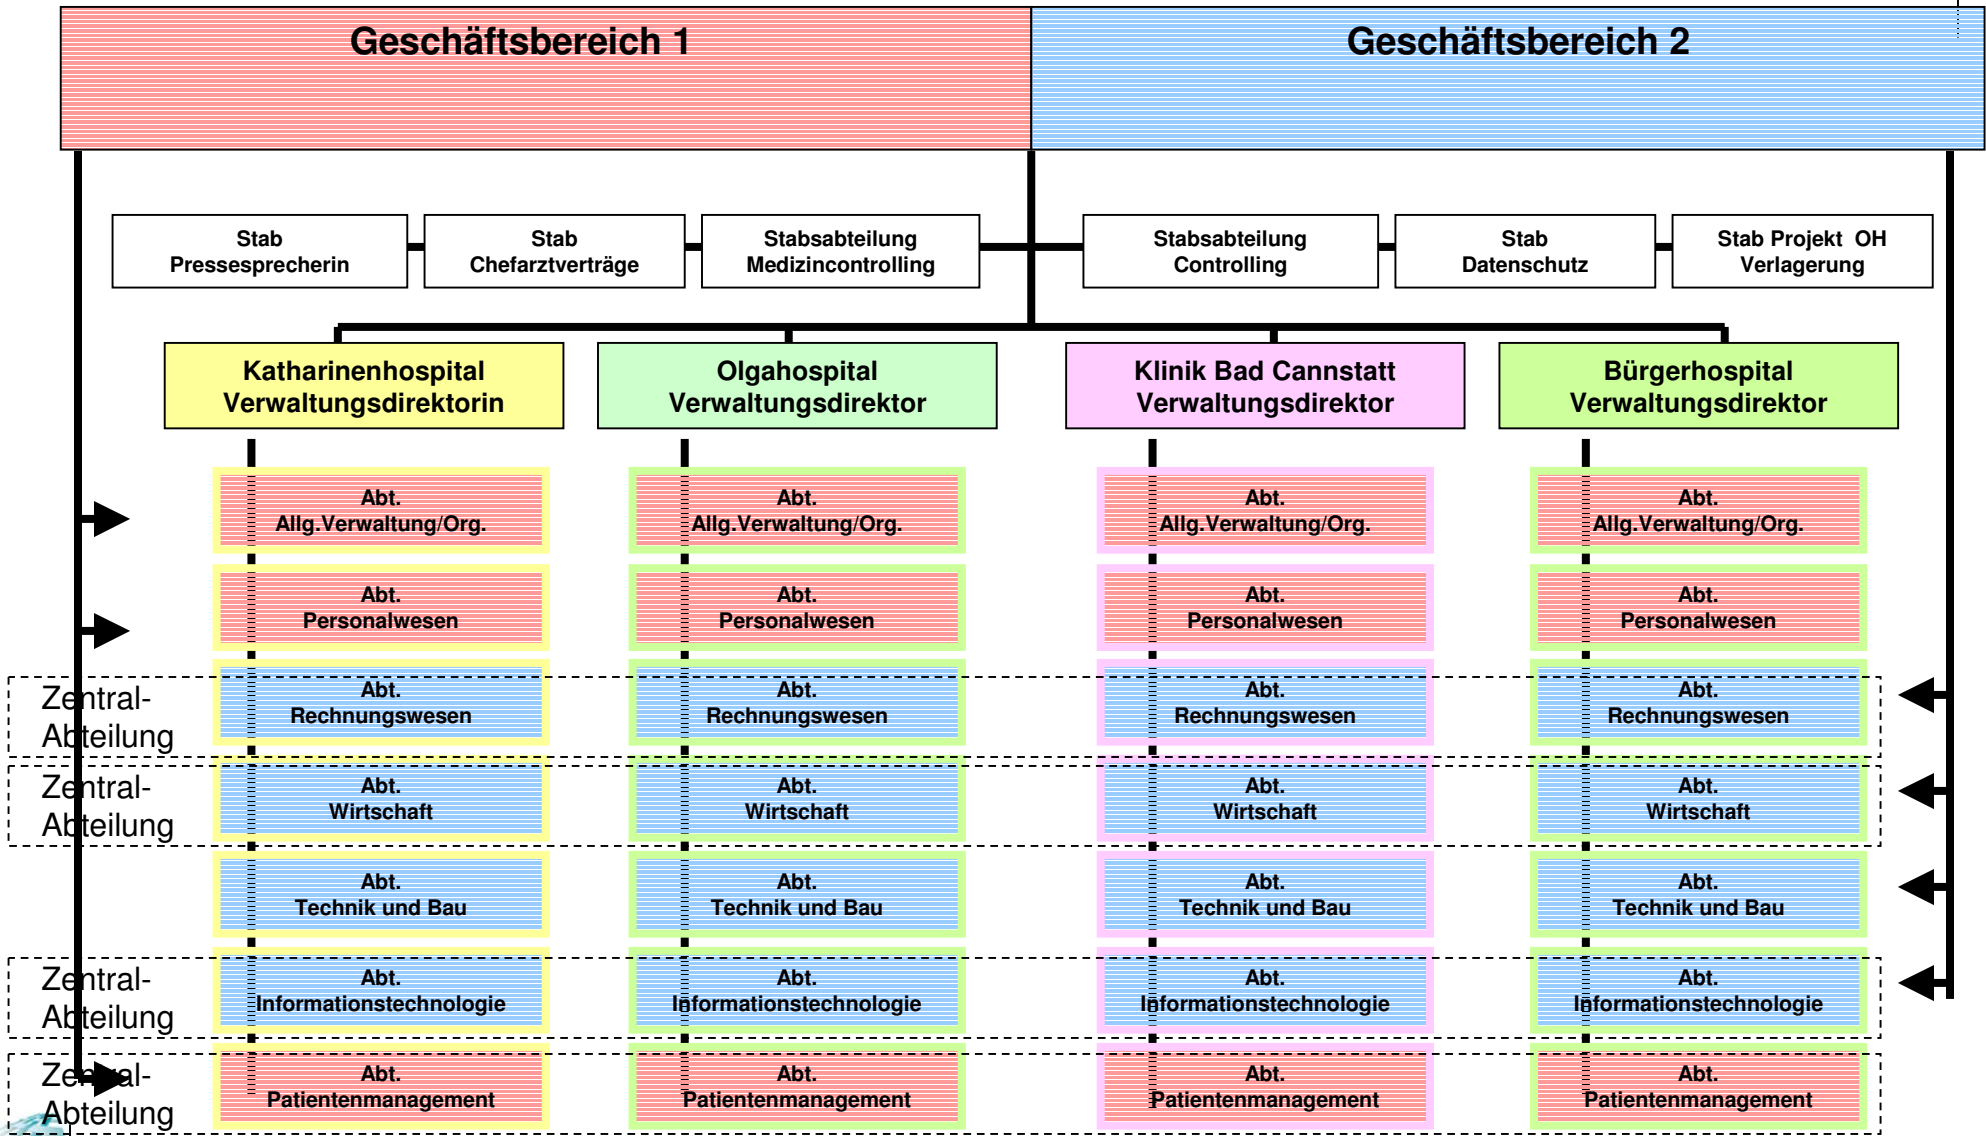 Geschäftsbereich 1
Geschäftsbereich 2
Stab
Pressesprecherin
Stab
Chefarztverträge
Stabsabteilung
Medizincontrolling
Stabsabteilung
Controlling
Stab
Datenschutz
Stab Projekt OH
Verlagerung
Katharinenhospital
Verwaltungsdirektorin
Olgahospital
Verwaltungsdirektor
Klinik Bad Cannstatt
Verwaltungsdirektor
Bürgerhospital
Verwaltungsdirektor
Abt.
Allg.Verwaltung/Org.
Abt.
Allg.Verwaltung/Org.
Abt.
Allg.Verwaltung/Org.
Abt.
Allg.Verwaltung/Org.
Abt.
Personalwesen
Abt.
Personalwesen
Abt.
Personalwesen
Abt.
Personalwesen
Zentral-
Abteilung
Abt.
Rechnungswesen
Abt.
Rechnungswesen
Abt.
Rechnungswesen
Abt.
Rechnungswesen
Zentral-
Abteilung
Abt.
Wirtschaft
Abt.
Wirtschaft
Abt.
Wirtschaft
Abt.
Wirtschaft
Abt.
Technik und Bau
Abt.
Technik und Bau
Abt.
Technik und Bau
Abt.
Technik und Bau
Zentral-
Abteilung
Abt.
Informationstechnologie
Abt.
Informationstechnologie
Abt.
Informationstechnologie
Abt.
Informationstechnologie
Zentral-
Abteilung
Abt.
Patientenmanagement
Abt.
Patientenmanagement
Abt.
Patientenmanagement
Abt.
Patientenmanagement